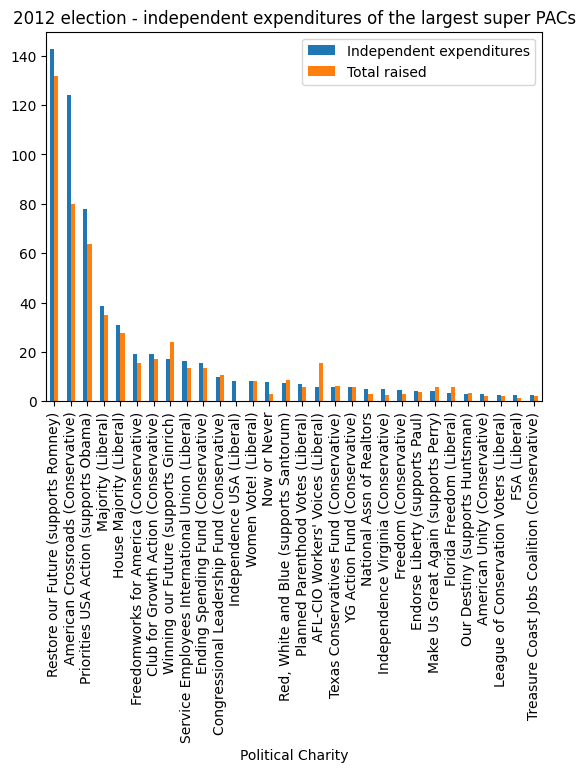 2012 election - independent expenditures of the largest super PACs
Independent expenditures
Total raised
140
120
100
80
60
40
20
0
Restore our Future (supports Romney)
American Crossroads (Conservative)
Priorities USA Action (supports Obama)
Majority (Liberal)
House Majority (Liberal)
Freedomworks for America (Conservative)
Club for Growth Action (Conservative)
Winning our Future (supports Ginrich)
Service Employees International Union (Liberal)
Ending Spending Fund (Conservative)
Congressional Leadership Fund (Conservative)
Independence USA (Liberal)
Women Vote! (Liberal)
Now or Never
Red, White and Blue (supports Santorum)
Planned Parenthood Votes (Liberal)
AFL-CIO Workers' Voices (Liberal)
Texas Conservatives Fund (Conservative)
YG Action Fund (Conservative)
National Assn of Realtors
Independence Virginia (Conservative)
Freedom (Conservative)
Endorse Liberty (supports Paul)
Make Us Great Again (supports Perry)
Florida Freedom (Liberal)
Our Destiny (supports Huntsman)
American Unity (Conservative)
League of Conservation Voters (Liberal)
FSA (Liberal)
Treasure Coast Jobs Coalition (Conservative)
Political Charity